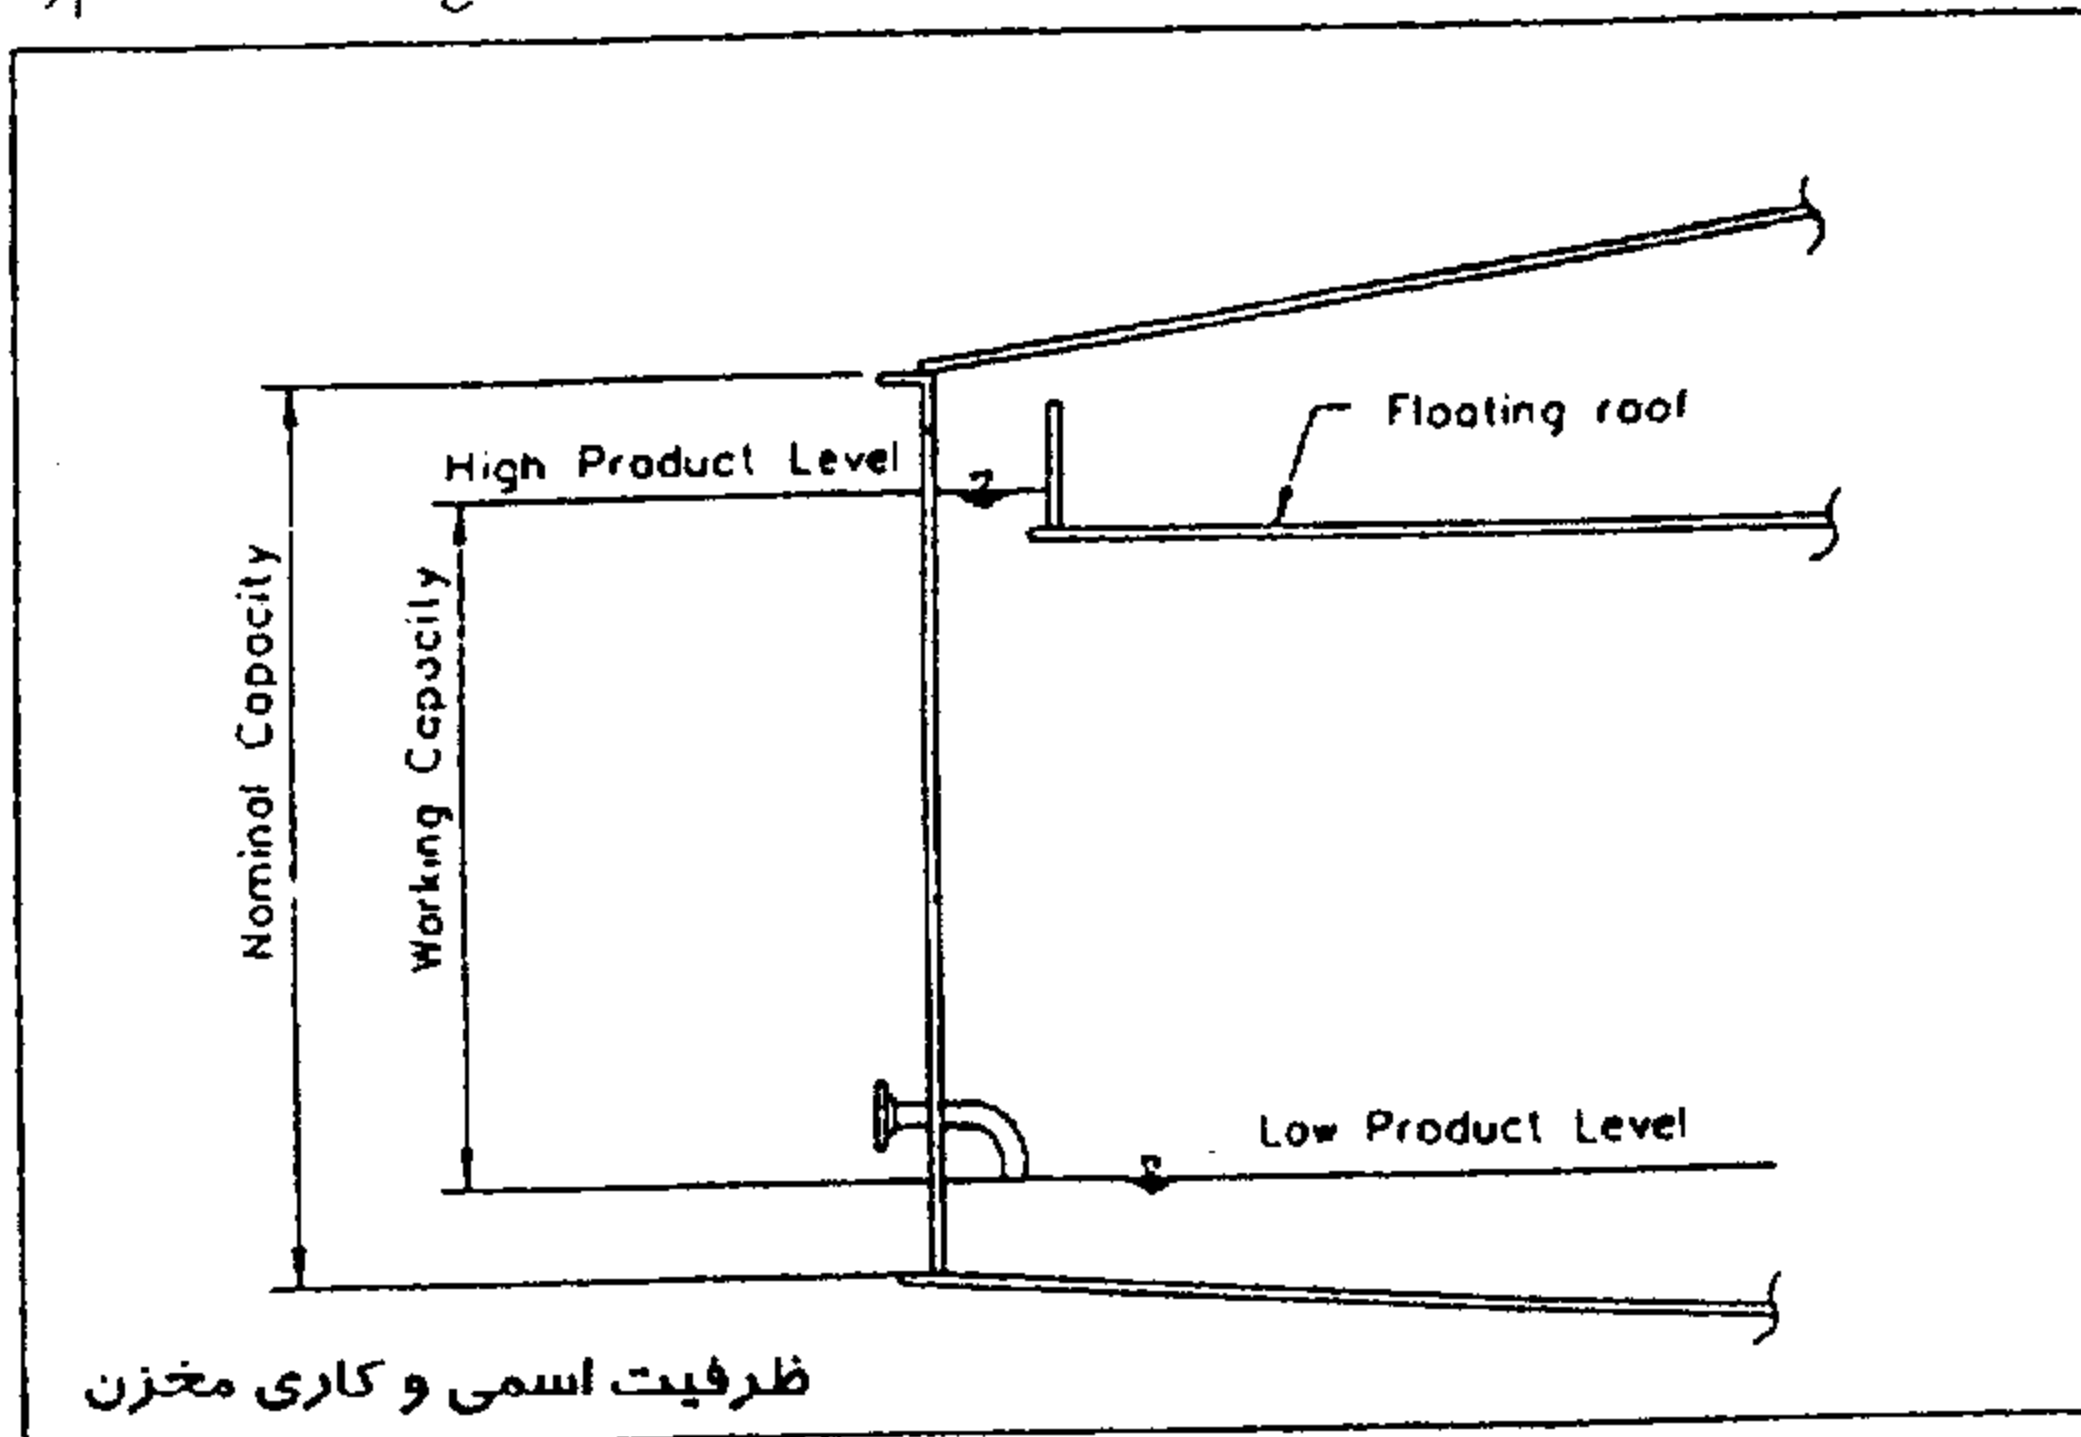 Floating roof
High Product Level
Nominal Capacity
Working Capacity
Low Product Level
ظرفیت اسمی و کاری مخزن